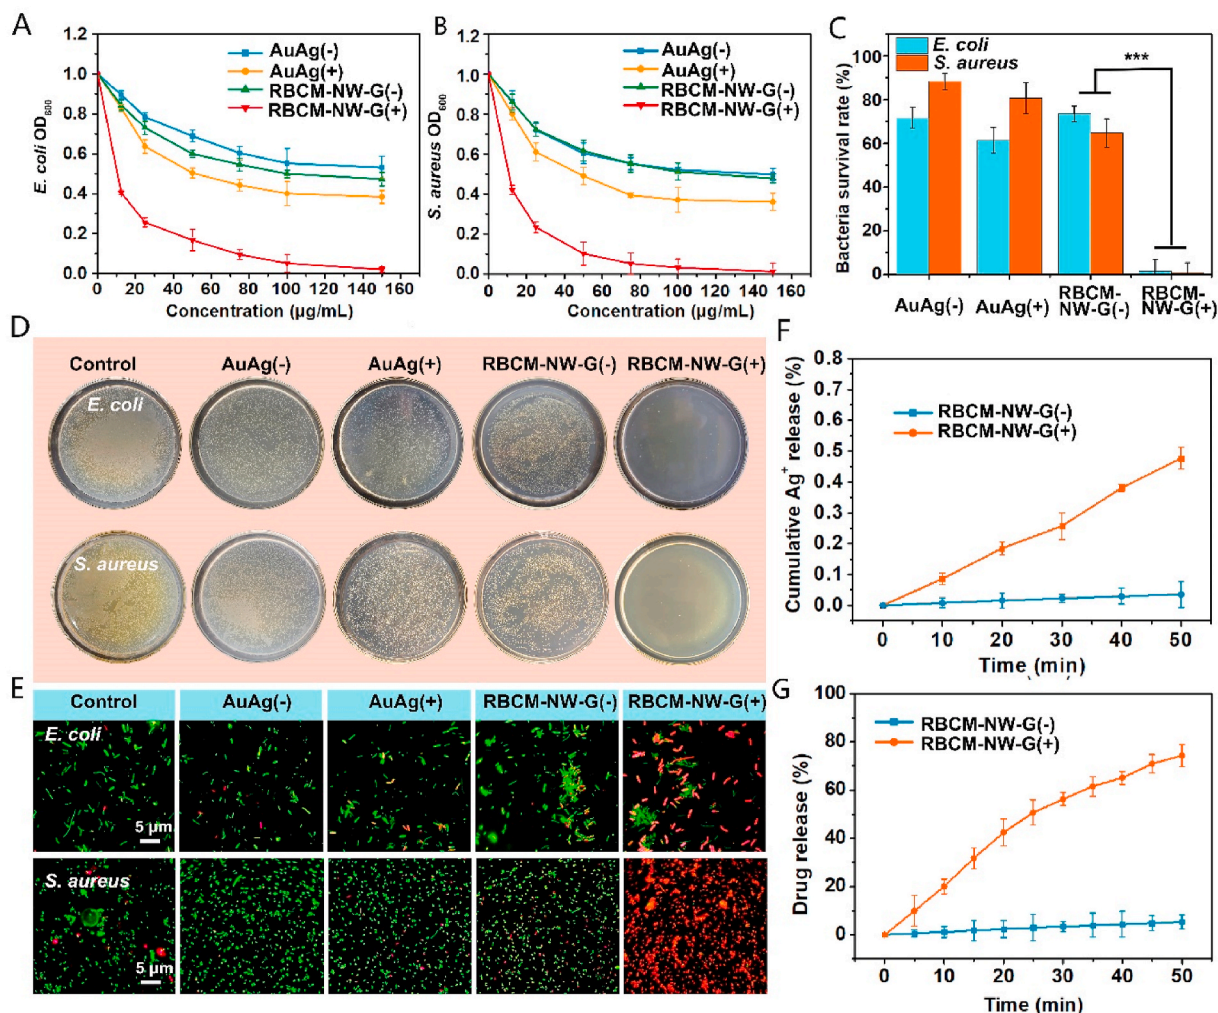 A
AuAg(-)
AuAg(+)
RBCM-NW-G(-)
RBCM-NW-G(+)
E. coli OD600
1.2
1.0
0.8
0.6
0.4
0.2
0.0
0 20 40 60 80 100 120 140 160
Concentration (µg/mL)
B
AuAg(-)
AuAg(+)
RBCM-NW-G(-)
RBCM-NW-G(+)
S. aureus OD600
1.2
1.0
0.8
0.6
0.4
0.2
0.0
0 20 40 60 80 100 120 140 160
Concentration (µg/mL)
C
E. coli
S. aureus
***
Bacteria survival rate (%)
100
80
60
40
20
0
AuAg(-) AuAg(+) RBCM- RBCM-
NW-G(-) NW-G(+)
D
Control AuAg(-) AuAg(+) RBCM-NW-G(-) RBCM-NW-G(+)
E. coli
S. aureus
E
Control AuAg(-) AuAg(+) RBCM-NW-G(-) RBCM-NW-G(+)
E. coli
5 µm
S. aureus
5 µm
F
RBCM-NW-G(-)
RBCM-NW-G(+)
Cumulative Ag+ release (%)
0.8
0.7
0.6
0.5
0.4
0.3
0.2
0.1
0.0
0 10 20 30 40 50
Time (min)
G
RBCM-NW-G(-)
RBCM-NW-G(+)
Drug release (%)
100
80
60
40
20
0
0 10 20 30 40 50
Time (min)